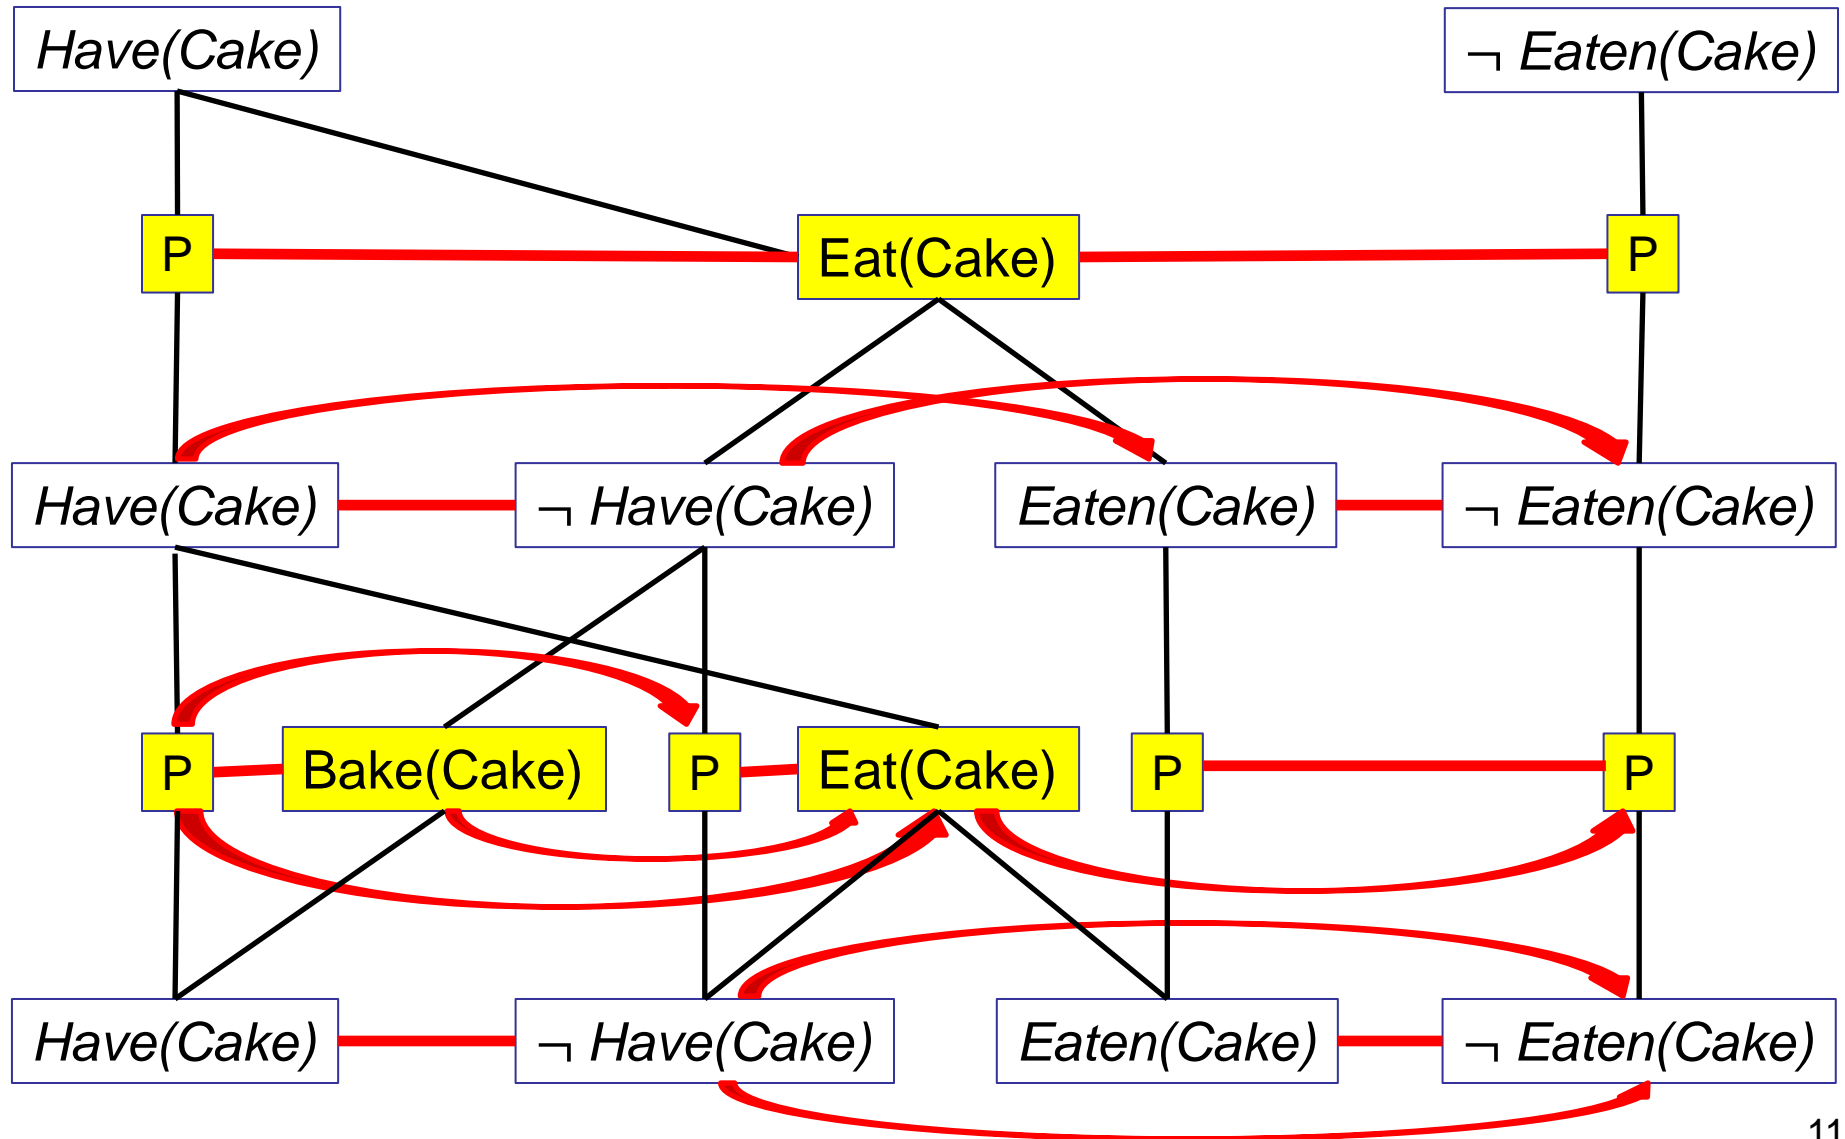 Have(Cake)
¬ Eaten(Cake)
P
Eat(Cake)
P
Have(Cake)
¬ Have(Cake)
Eaten(Cake)
¬ Eaten(Cake)
P
Bake(Cake)
P
Eat(Cake)
P
P
Have(Cake)
¬ Have(Cake)
Eaten(Cake)
¬ Eaten(Cake)
11